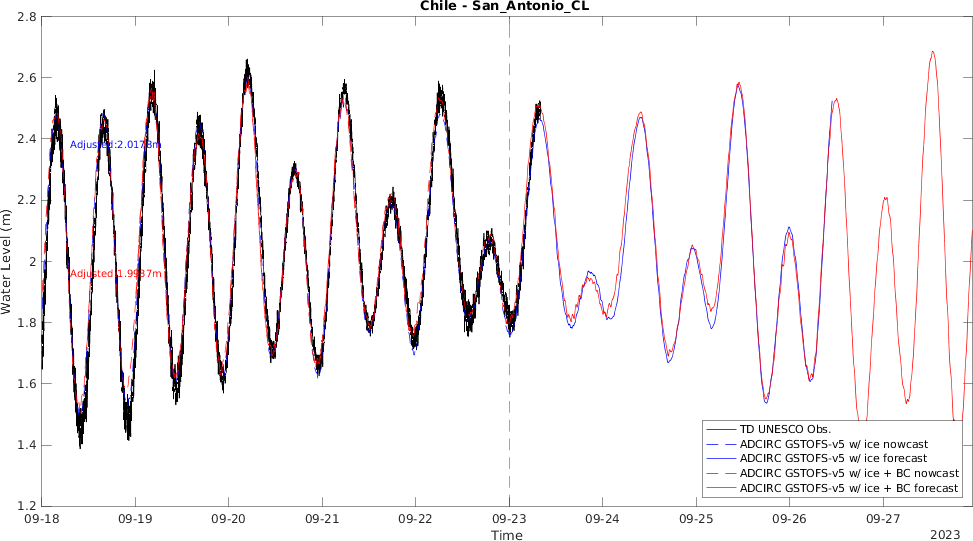 Chile - San_Antonio_CL
2.8
2.6
2.4
2.2
2
1.8
1.6
1.4
1.2
Water Level (m)
Adjusted:2.0178m
Adjusted:1.9937m
TD UNESCO Obs.
ADCIRC GSTOFS-v5 w/ ice nowcast
ADCIRC GSTOFS-v5 w/ ice forecast
ADCIRC GSTOFS-v5 w/ ice + BC nowcast
ADCIRC GSTOFS-v5 w/ ice + BC forecast
09-18 09-19 09-20 09-21 09-22 09-23 09-24 09-25 09-26 09-27
Time
2023